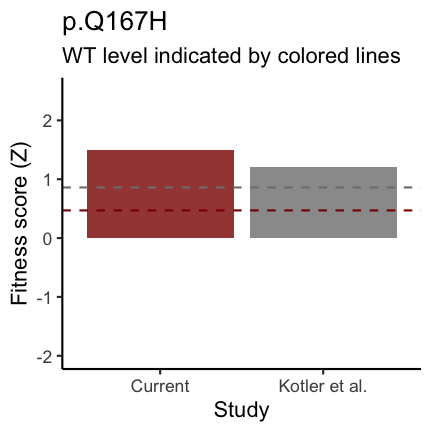 p.Q167H
WT level indicated by colored lines
Fitness score (Z)
2
1
0
-1
-2
Current
Kotler et al.
Study